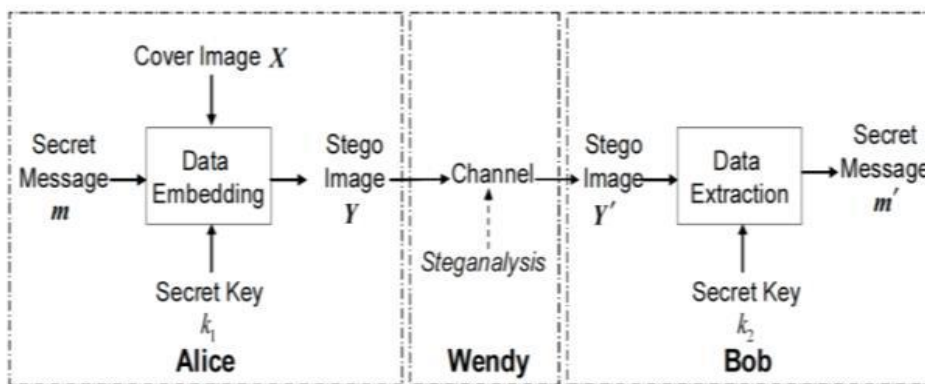 Cover Image X
Secret
Message
m
Data
Embedding
Stego
Image
Y
Secret Key
k₁
Alice
Channel
Steganalysis
Wendy
Stego
Image
Y'
Data
Extraction
Secret
Message
m'
Secret Key
k₂
Bob